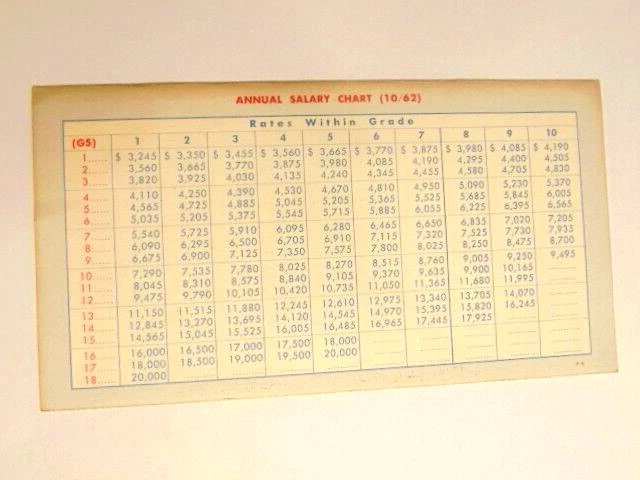 ANNUAL SALARY CHART (10/62)
Rates Within Grade
(GS) 1 2 3 4 5 6 7 8 9 10
1...... $ 3,245 $ 3,350 $ 3,455 $ 3,560 $ 3,665 $ 3,770 $ 3,875 $ 3,980 $ 4,085 $ 4,190
2...... 3,560 3,665 3,770 3,875 3,980 4,085 4,190 4,295 4,400 4,505
3...... 3,820 3,925 4,030 4,135 4,240 4,345 4,455 4,580 4,705 4,830
4...... 4,110 4,250 4,390 4,530 4,670 4,810 4,950 5,090 5,230 5,370
5...... 4,565 4,725 4,885 5,045 5,205 5,365 5,525 5,685 5,845 6,005
6...... 5,035 5,205 5,375 5,545 5,715 5,885 6,055 6,225 6,395 6,565
7...... 5,540 5,725 5,910 6,095 6,280 6,465 6,650 6,835 7,020 7,205
8...... 6,090 6,295 6,500 6,705 6,910 7,115 7,320 7,525 7,730 7,935
9...... 6,675 6,900 7,125 7,350 7,575 7,800 8,025 8,250 8,475 8,700
10...... 7,290 7,535 7,780 8,025 8,270 8,515 8,760 9,005 9,250 9,495
11...... 8,045 8,310 8,575 8,840 9,105 9,370 9,635 9,900 10,165
12...... 9,475 9,790 10,105 10,420 10,735 11,050 11,365 11,680 11,995
13...... 11,150 11,515 11,880 12,245 12,610 12,975 13,340 13,705 14,070
14...... 12,845 13,270 13,695 14,120 14,545 14,970 15,395 15,820 16,245
15...... 14,565 15,045 15,525 16,005 16,485 16,965 17,445 17,925
16...... 16,000 16,500 17,000 17,500 18,000
17...... 18,000 18,500 19,000 19,500 20,000
18...... 20,000